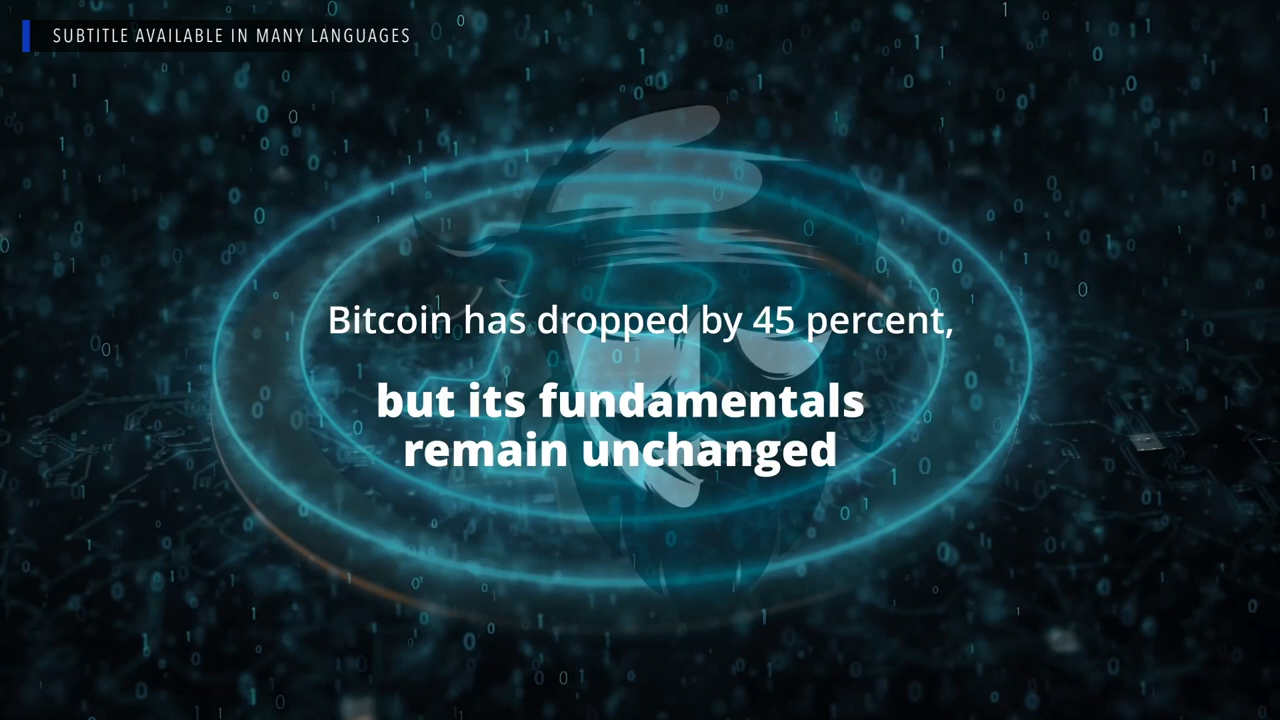 SUBTITLE AVAILABLE IN MANY LANGUAGES
Bitcoin has dropped by 45 percent,
but its fundamentals
remain unchanged